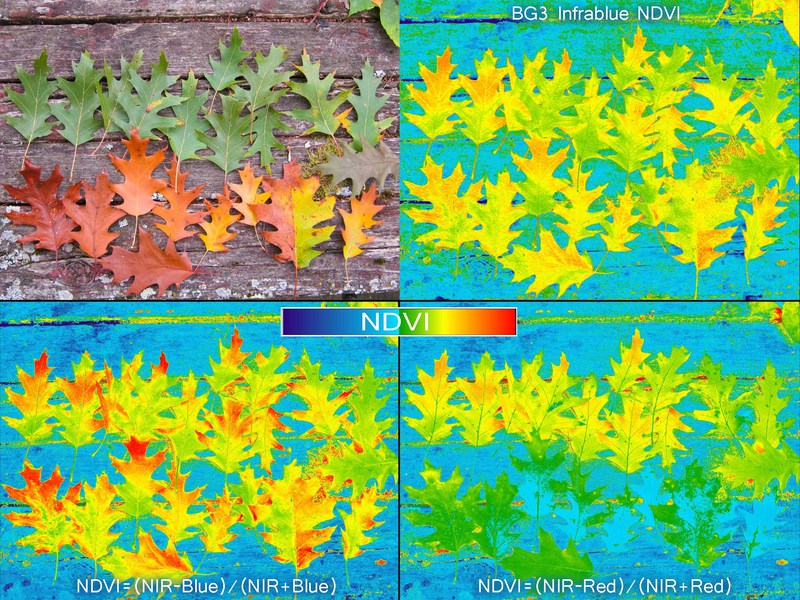 BG3 Infrablue NDVI
NDVI
NDVI=(NIR-Blue)/(NIR+Blue)
NDVI=(NIR-Red)/(NIR+Red)